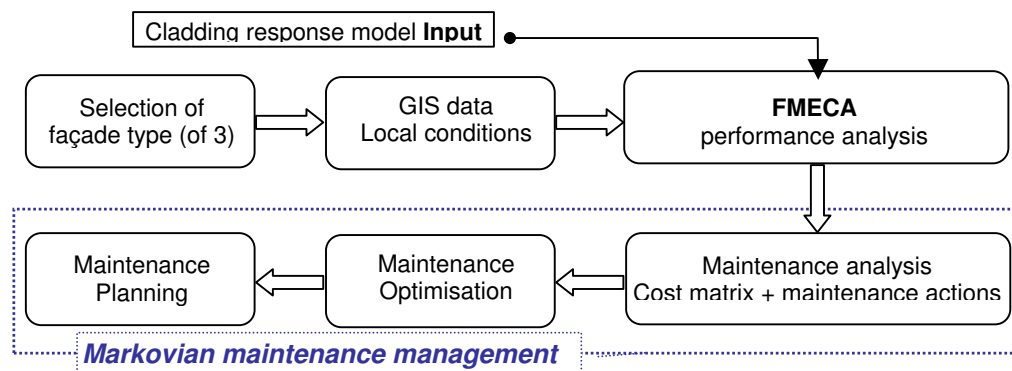 Cladding response model Input
Selection of
façade type (of 3)
GIS data
Local conditions
FMECA
performance analysis
Maintenance
Planning
Maintenance
Optimisation
Maintenance analysis
Cost matrix + maintenance actions
Markovian maintenance management